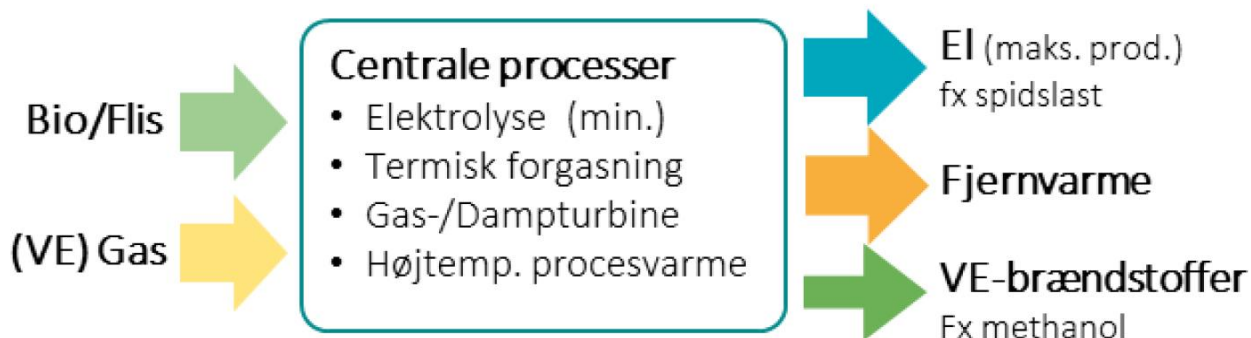 Bio/Flis
(VE) Gas
Centrale processer
• Elektrolyse (min.)
• Termisk forgasning
• Gas-/Dampturbine
• Højtemp. procesvarme
El (maks. prod.)
fx spidslast
Fjernvarme
VE-brændstoffer
Fx methanol